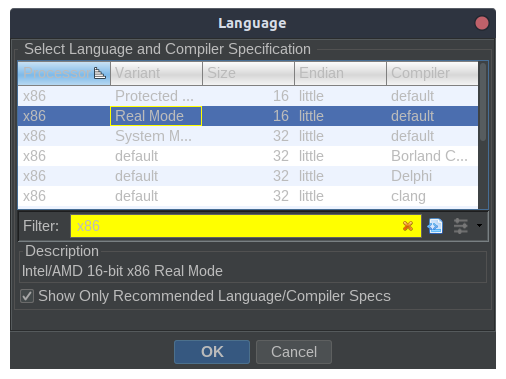 Language
Select Language and Compiler Specification
Processor Variant Size Endian Compiler
x86 Protected ... 16 little default
x86 Real Mode 16 little default
x86 System M... 32 little default
x86 default 32 little Borland C...
x86 default 32 little Delphi
x86 default 32 little clang
Filter: x86
Description
Intel/AMD 16-bit x86 Real Mode
Show Only Recommended Language/Compiler Specs
OK Cancel